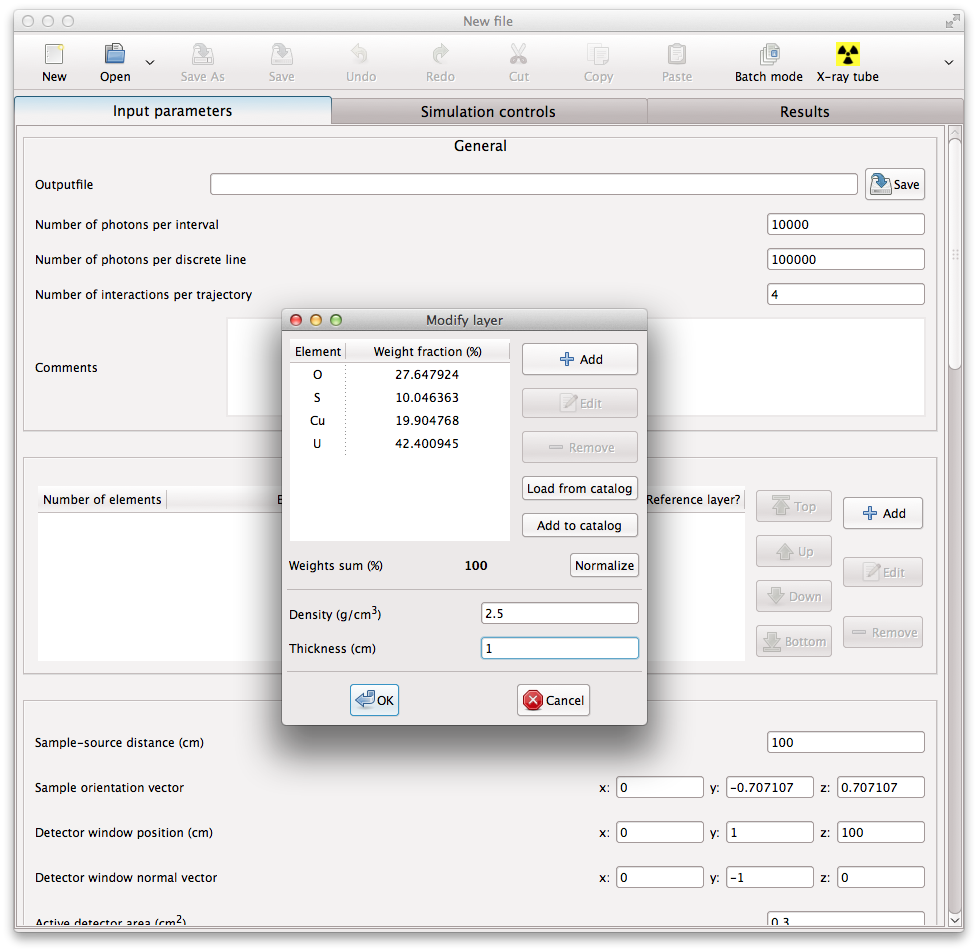 New file
New Open Save As Save Undo Redo Cut Copy Paste Batch mode X-ray tube
Input parameters Simulation controls Results
General
Outputfile Save
Number of photons per interval 10000
Number of photons per discrete line 100000
Number of interactions per trajectory 4
Comments
Modify layer
Element Weight fraction (%)
O 27.647924
S 10.046363
Cu 19.904768
U 42.400945
Add
Edit
Remove
Load from catalog
Add to catalog
Weights sum (%) 100 Normalize
Density (g/cm³) 2.5
Thickness (cm) 1
OK Cancel
Number of elements E Reference layer?
Top
Up
Down
Bottom
Add
Edit
Remove
Sample-source distance (cm) 100
Sample orientation vector x: 0 y: -0.707107 z: 0.707107
Detector window position (cm) x: 0 y: 1 z: 100
Detector window normal vector x: 0 y: -1 z: 0
Active detector area (cm²) 0.3